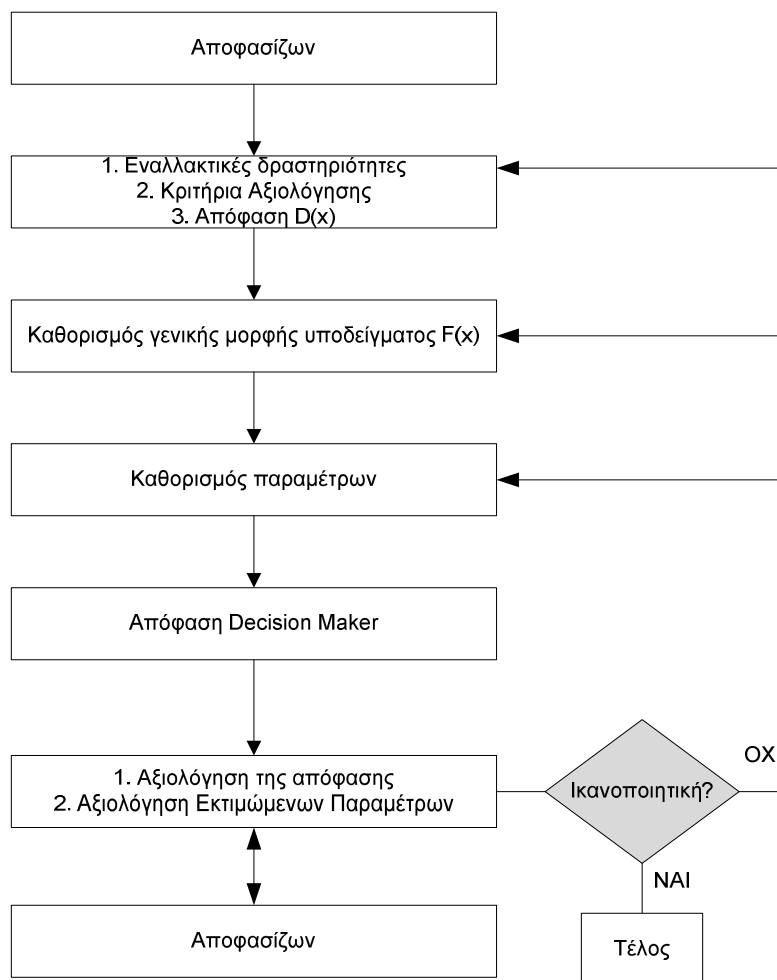 Αποφασίζων
1. Εναλλακτικές δραστηριότητες
2. Κριτήρια Αξιολόγησης
3. Απόφαση D(x)
Καθορισμός γενικής μορφής υποδείγματος F(x)
Καθορισμός παραμέτρων
Απόφαση Decision Maker
1. Αξιολόγηση της απόφασης
2. Αξιολόγηση Εκτιμώμενων Παραμέτρων
Ικανοποιητική?
ΟΧ
ΝΑΙ
Αποφασίζων
Τέλος